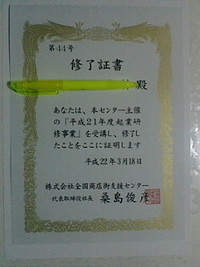 第44号
修了証書
殿
あなたは、本センター主催
の「平成21年度起業研
修事業」を受講し、修了し
たことをここに証明します
平成22年3月18日
株式会社全国商店街支援センター
代表取締役社長 桑島俊彦